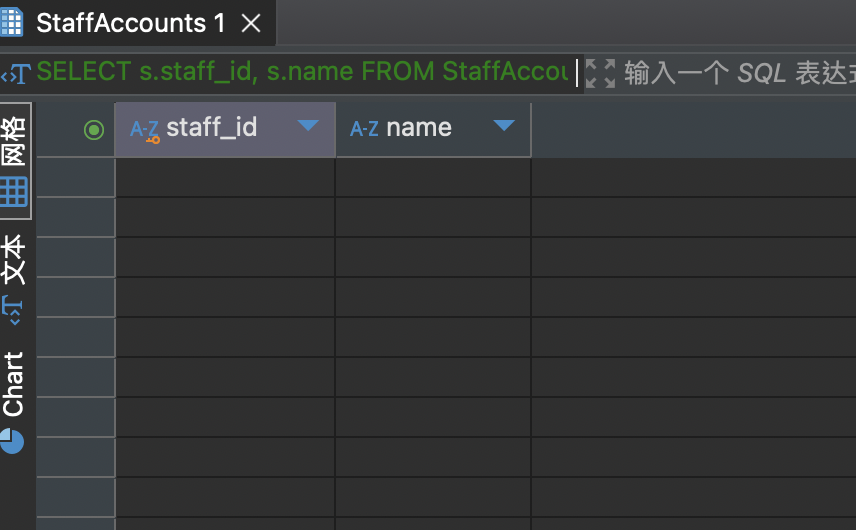 StaffAccounts 1
SELECT s.staff_id, s.name FROM StaffAccou
输入一个 SQL 表达式
A-Z staff_id
A-Z name
网格
文本
Chart